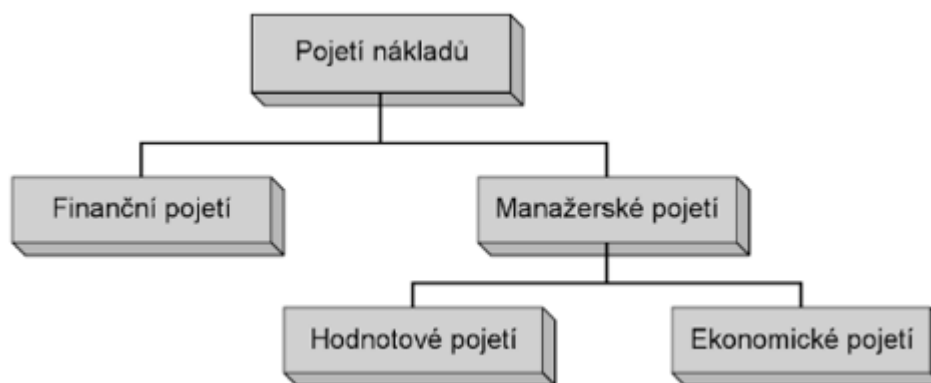 Pojetí nákladů
Finanční pojetí
Manažerské pojetí
Hodnotové pojetí
Ekonomické pojetí